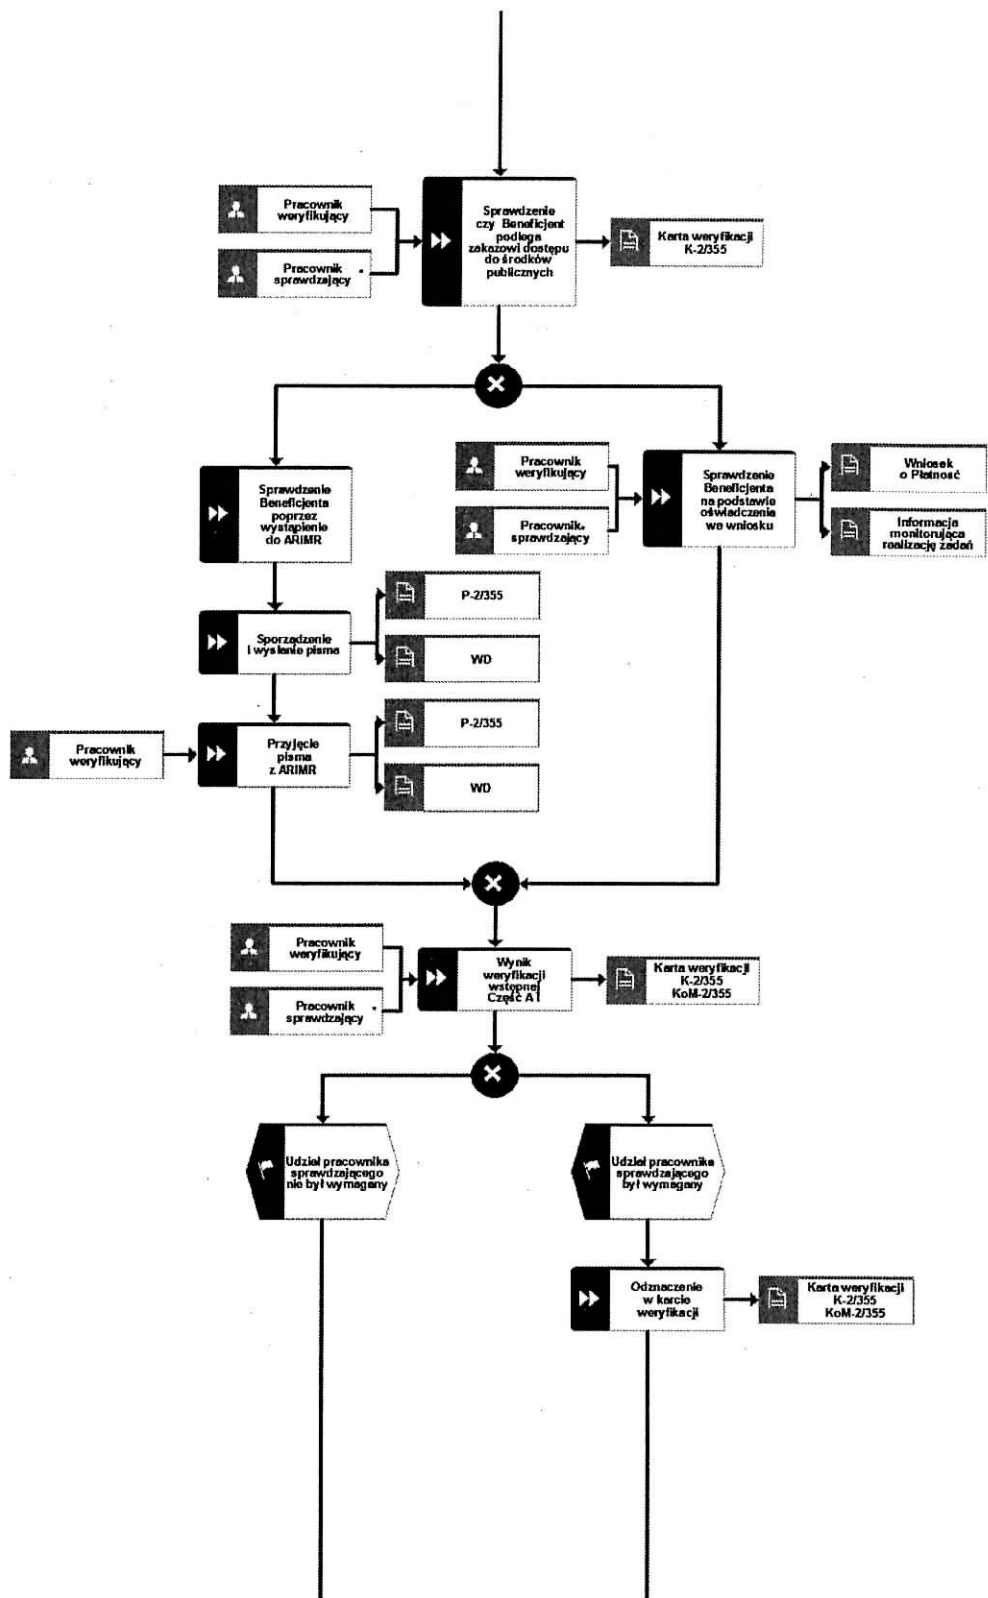 Pracownik
weryfikujący
Pracownik
sprawdzający
Sprawdzenie
czy Beneficjent
podlega
zakazowi dostępu
do środków
publicznych
Karta weryfikacji
K-2/355
Sprawdzenie
Beneficjenta
poprzez
wystąpienie
do ARIMR
Pracownik
weryfikujący
Pracownik
sprawdzający
Sprawdzenie
Beneficjenta
na podstawie
oświadczenia
we wniosku
Wniosek
o Płatność
Informacja
monitorująca
realizację zadań
Sporządzenie
i wysłanie pisma
P-2/355
WD
Pracownik
weryfikujący
Przyjęcie
pisma
z ARIMR
P-2/355
WD
Pracownik
weryfikujący
Pracownik
sprawdzający
Wynik
weryfikacji
wstępnej
Część A I
Karta weryfikacji
K-2/355
KoM-2/355
Udział pracownika
sprawdzającego
nie był wymagany
Udział pracownika
sprawdzającego
był wymagany
Odznaczenie
w karcie
weryfikacji
Karta weryfikacji
K-2/355
KoM-2/355